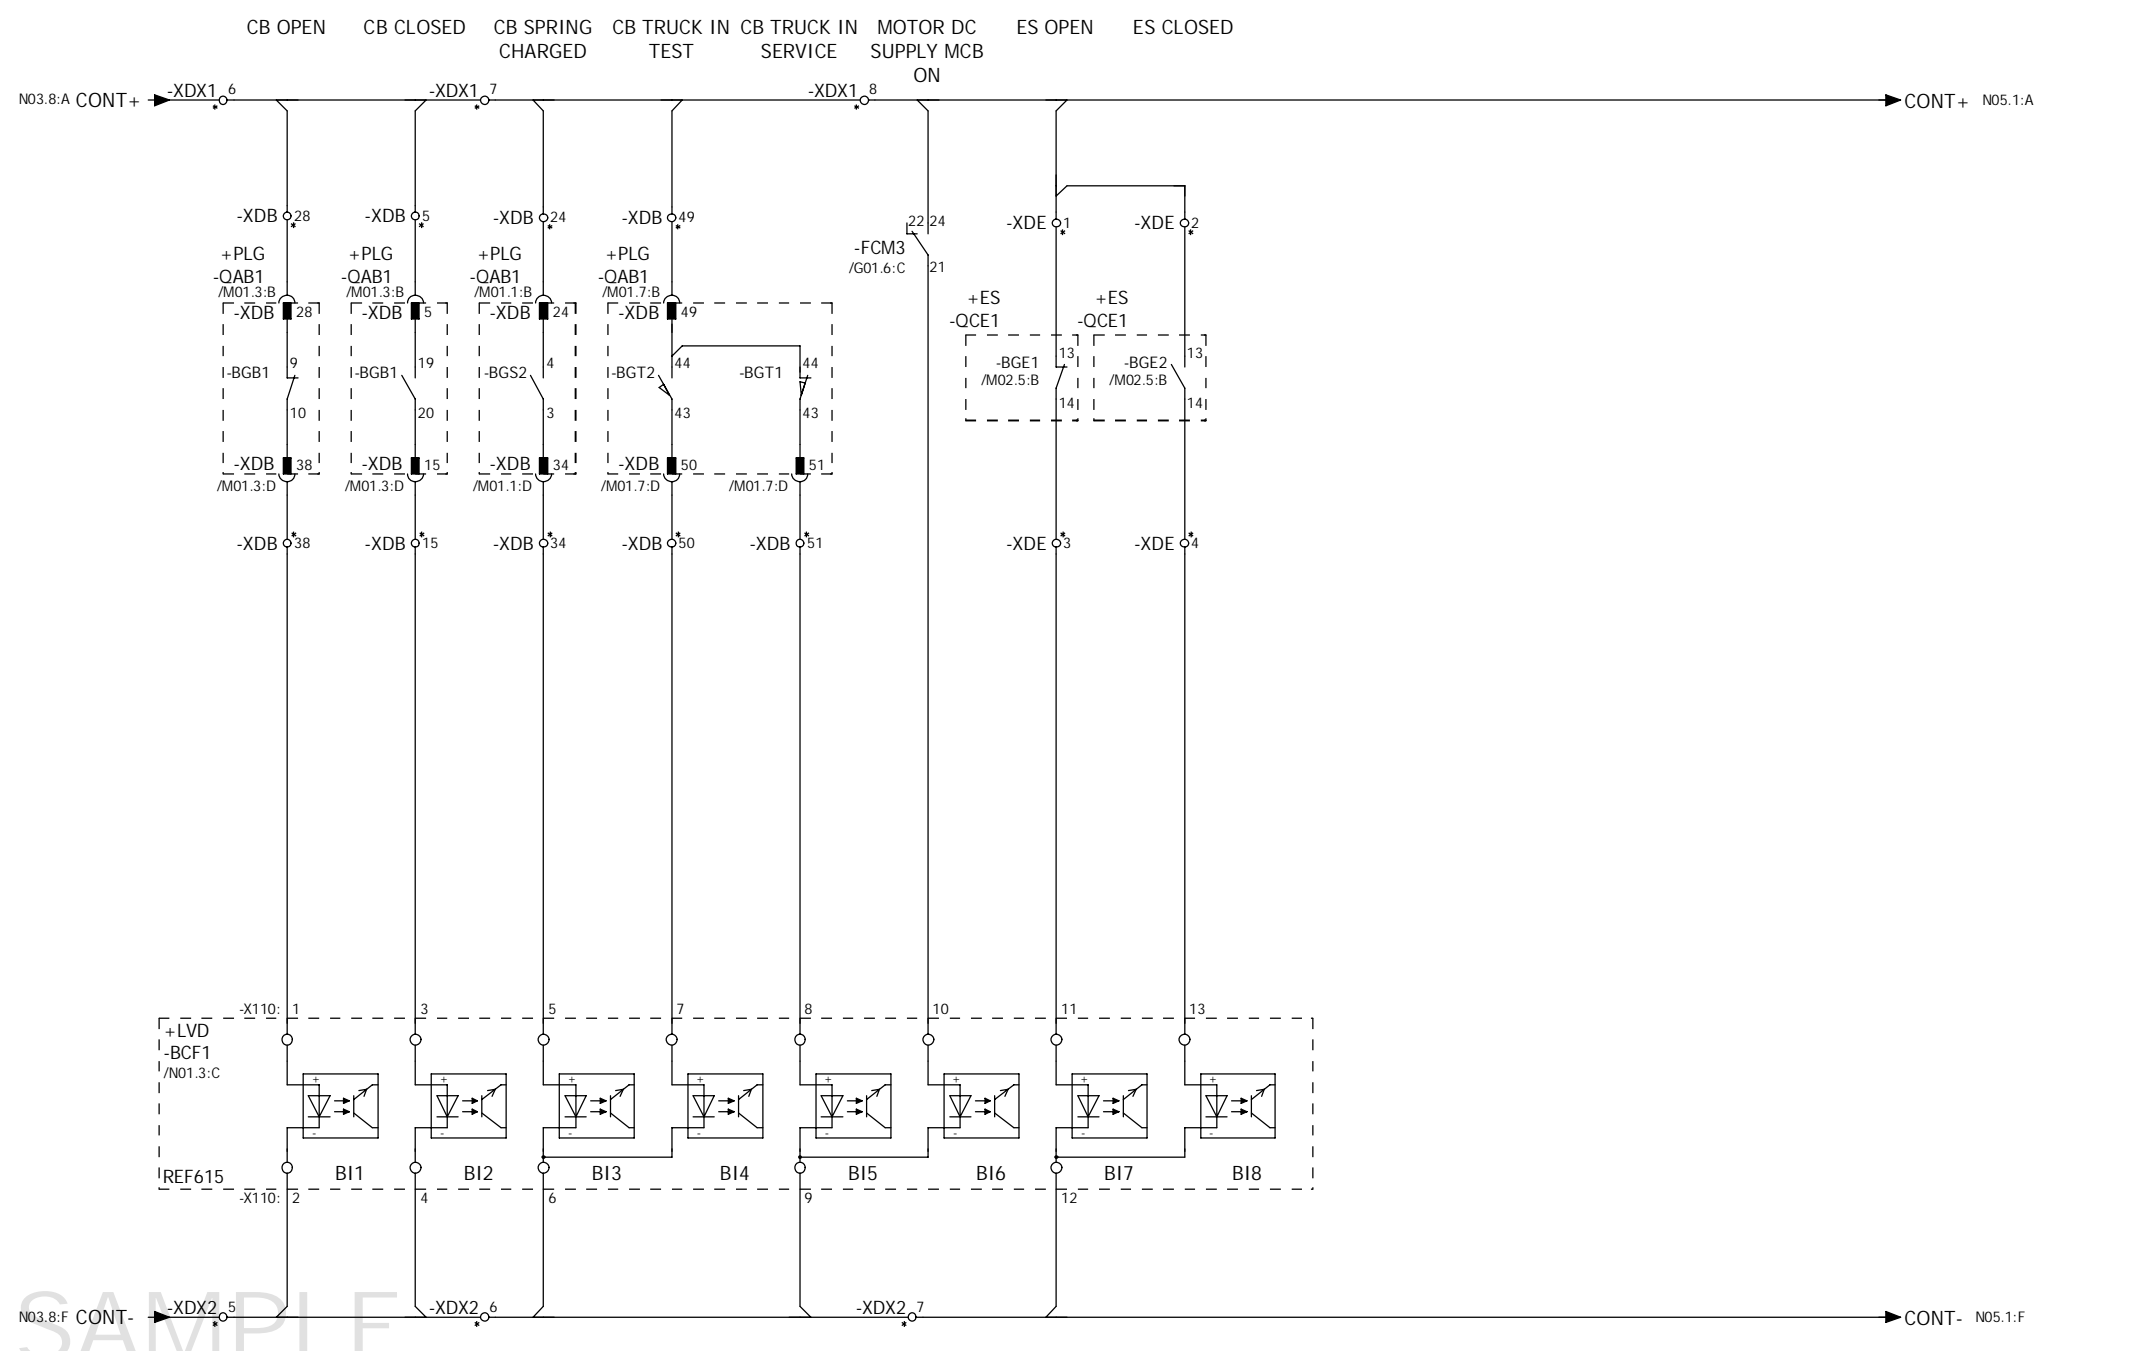 CB OPEN CB CLOSED CB SPRING CB TRUCK IN CB TRUCK IN MOTOR DC ES OPEN ES CLOSED
CHARGED TEST SERVICE SUPPLY MCB
ON
N03.8:A CONT+ -XDX1 6 -XDX1 7 -XDX1 8 CONT+ N05.1:A
* * *
-XDB 28 -XDB 5 -XDB 24 -XDB 49 22 24 -XDE 1 -XDE 2
* * * * * *
+PLG +PLG +PLG +PLG -FCM3
-QAB1 -QAB1 -QAB1 -QAB1 /G01.6:C 21
/M01.3:B /M01.3:B /M01.1:B /M01.7:B +ES +ES
-XDB 28 -XDB 5 -XDB 24 -XDB 49 -QCE1 -QCE1
9 19 4 44 44 13 13
-BGB1 -BGB1 -BGS2 -BGT2 -BGT1 -BGE1 -BGE2
/M02.5:B /M02.5:B
10 20 3 43 43 14 14
-XDB 38 -XDB 15 -XDB 34 -XDB 50 51
/M01.3:D /M01.3:D /M01.1:D /M01.7:D /M01.7:D
* * * * * * *
-XDB 38 -XDB 15 -XDB 34 -XDB 50 -XDB 51 -XDE 3 -XDE 4
-X110: 1 3 5 7 8 10 11 13
+LVD
-BCF1
/N01.3:C
+ + + + + + + +
- - - - - - - -
REF615 BI1 BI2 BI3 BI4 BI5 BI6 BI7 BI8
-X110: 2 4 6 9 12
SAMPLE
N03.8:F CONT- -XDX2 5 -XDX2 6 -XDX2 7 CONT- N05.1:F
* * *